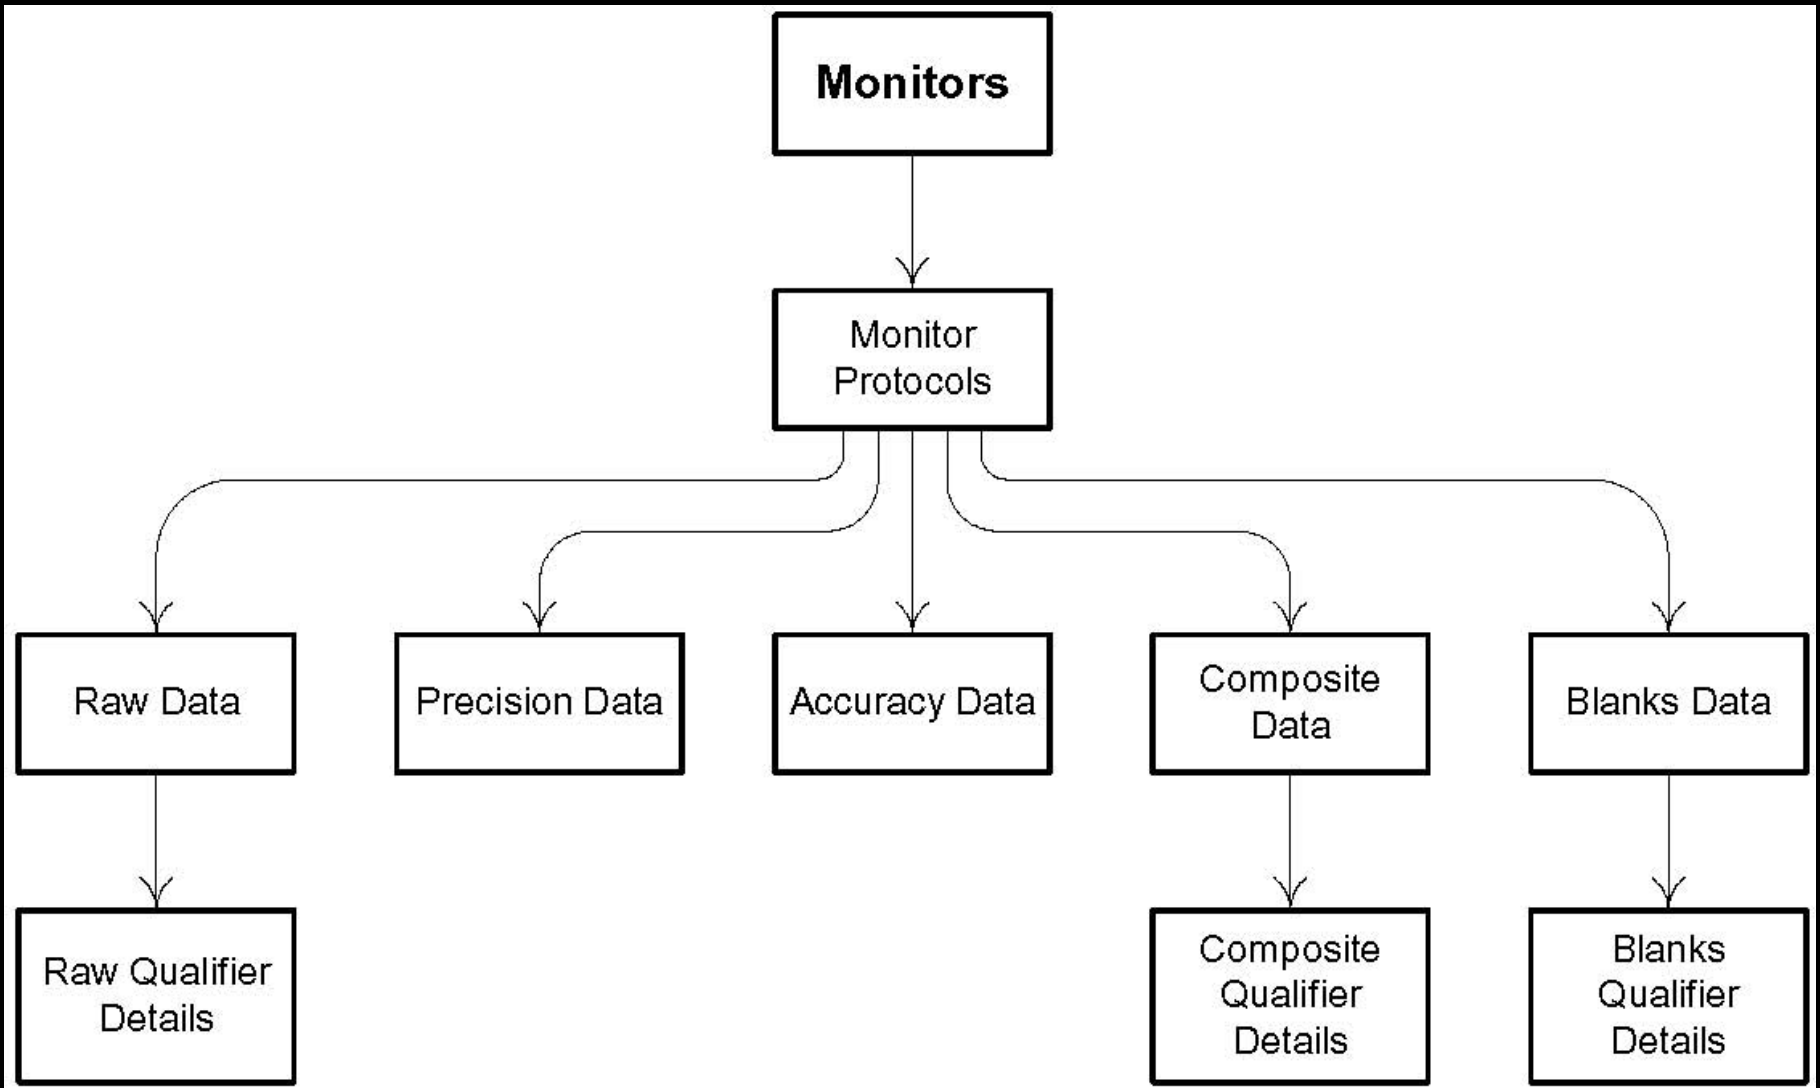 Monitors
Monitor
Protocols
Raw Data
Precision Data
Accuracy Data
Composite
Data
Blanks Data
Raw Qualifier
Details
Composite
Qualifier
Details
Blanks
Qualifier
Details